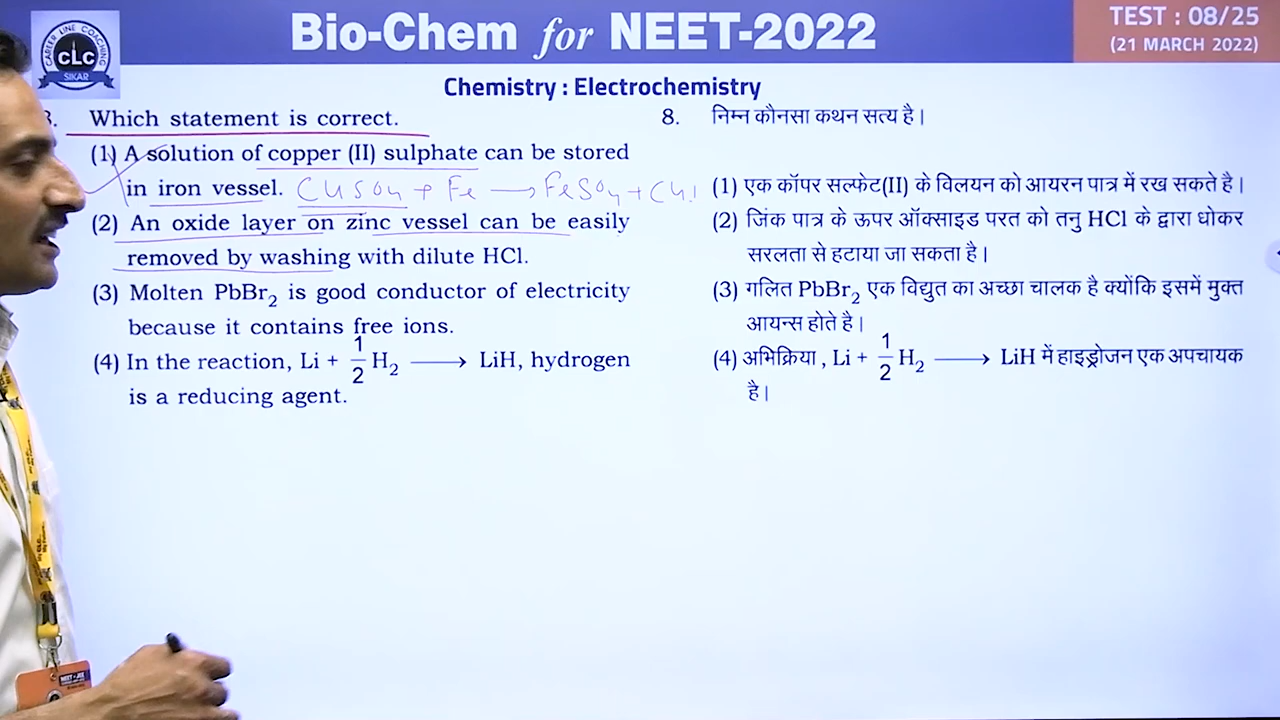 CAREER LINE COACHING
CLC
SIKAR
Bio-Chem for NEET-2022
TEST : 08/25
(21 MARCH 2022)
Chemistry : Electrochemistry
Which statement is correct.
(1) A solution of copper (II) sulphate can be stored
in iron vessel. CuSO4 + Fe ⟶ FeSO4 + Cu↓
(2) An oxide layer on zinc vessel can be easily
removed by washing with dilute HCl.
(3) Molten PbBr₂ is good conductor of electricity
because it contains free ions.
(4) In the reaction, Li + 1/2 H₂ ⟶ LiH, hydrogen
is a reducing agent.
8. निम्न कौनसा कथन सत्य है।
(1) एक कॉपर सल्फेट(II) के विलयन को आयरन पात्र में रख सकते है।
(2) जिंक पात्र के ऊपर ऑक्साइड परत को तनु HCl के द्वारा धोकर
सरलता से हटाया जा सकता है।
(3) गलित PbBr₂ एक विद्युत का अच्छा चालक है क्योंकि इसमें मुक्त
आयन्स होते है।
(4) अभिक्रिया , Li + 1/2 H₂ ⟶ LiH में हाइड्रोजन एक अपचायक
है।
NEET - JEE